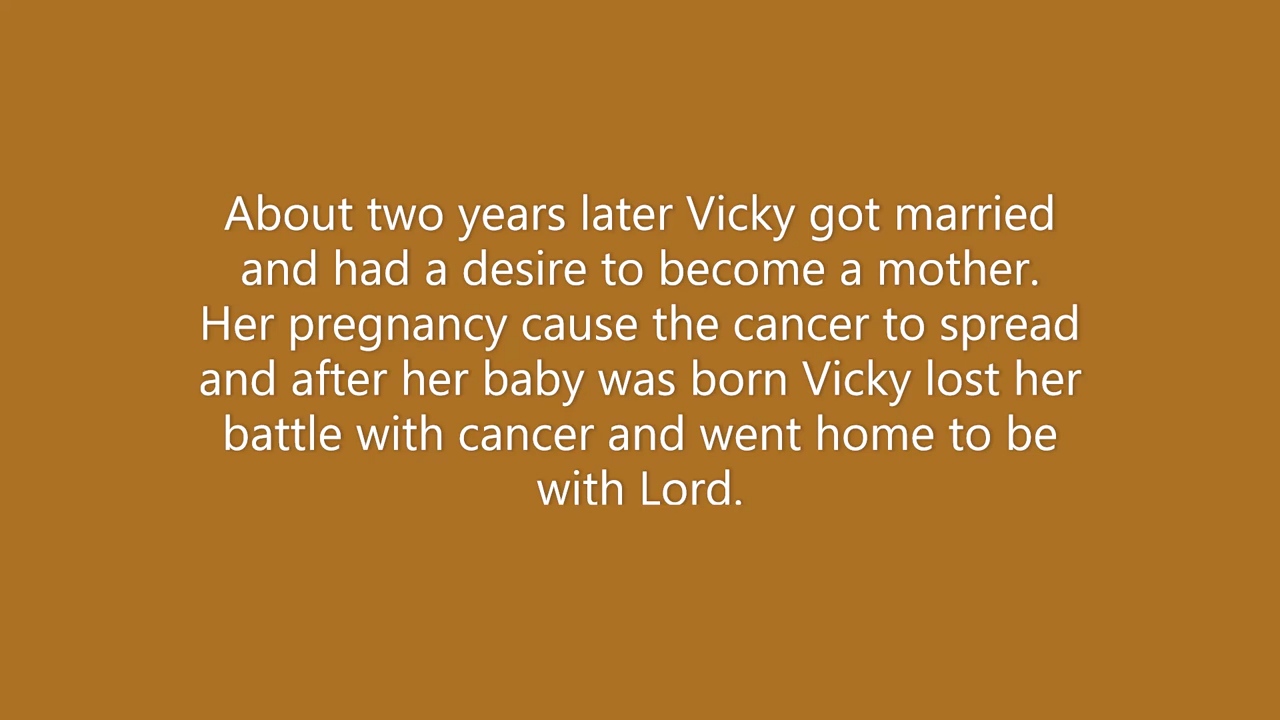 About two years later Vicky got married
and had a desire to become a mother.
Her pregnancy cause the cancer to spread
and after her baby was born Vicky lost her
battle with cancer and went home to be
with Lord.